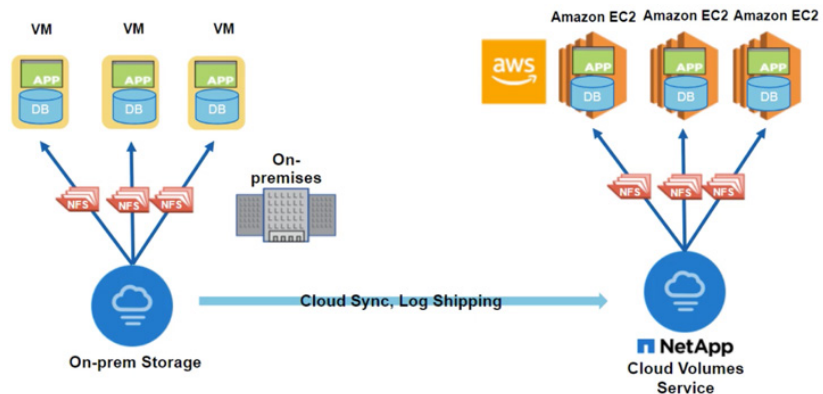 VM
VM
VM
APP
DB
APP
DB
APP
DB
NFS
NFS
NFS
On-
premises
On-prem Storage
Cloud Sync, Log Shipping
aws
Amazon EC2
Amazon EC2
Amazon EC2
APP
DB
APP
DB
APP
DB
NFS
NFS
NFS
NetApp
Cloud Volumes
Service